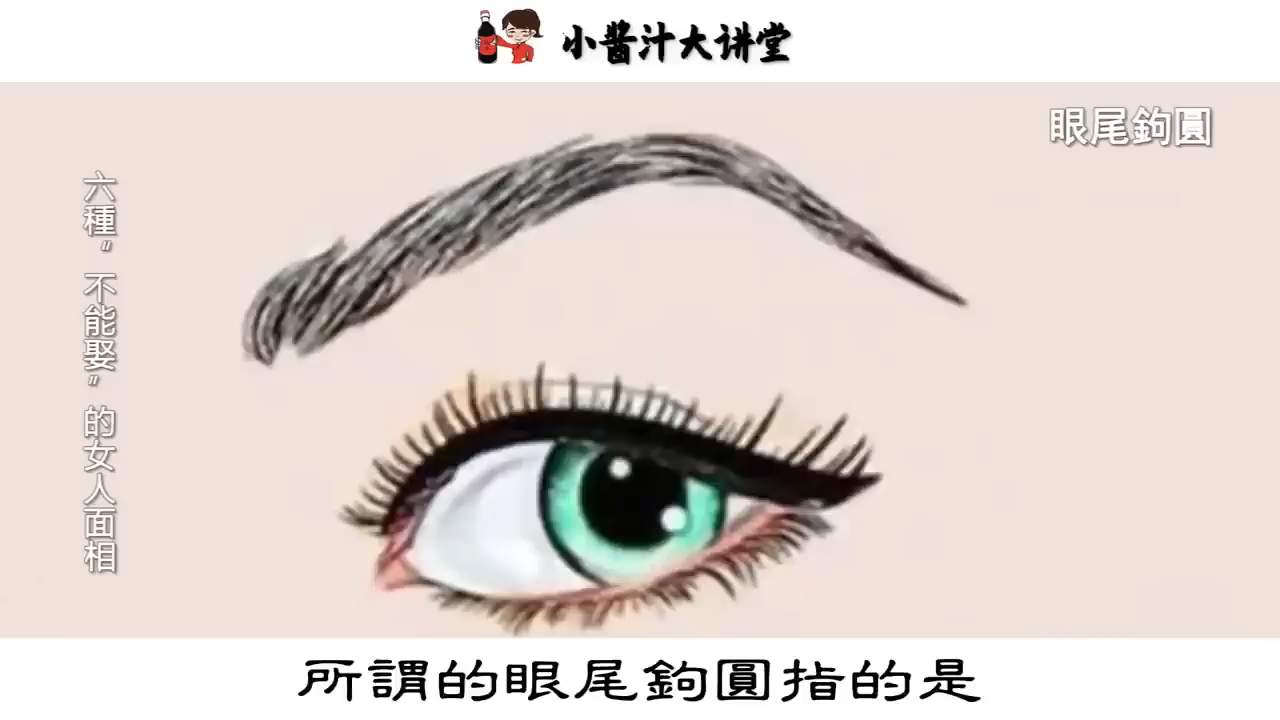 小酱汁大讲堂
眼尾鉤圓
六種“不能娶”的女人面相
所謂的眼尾鉤圓指的是